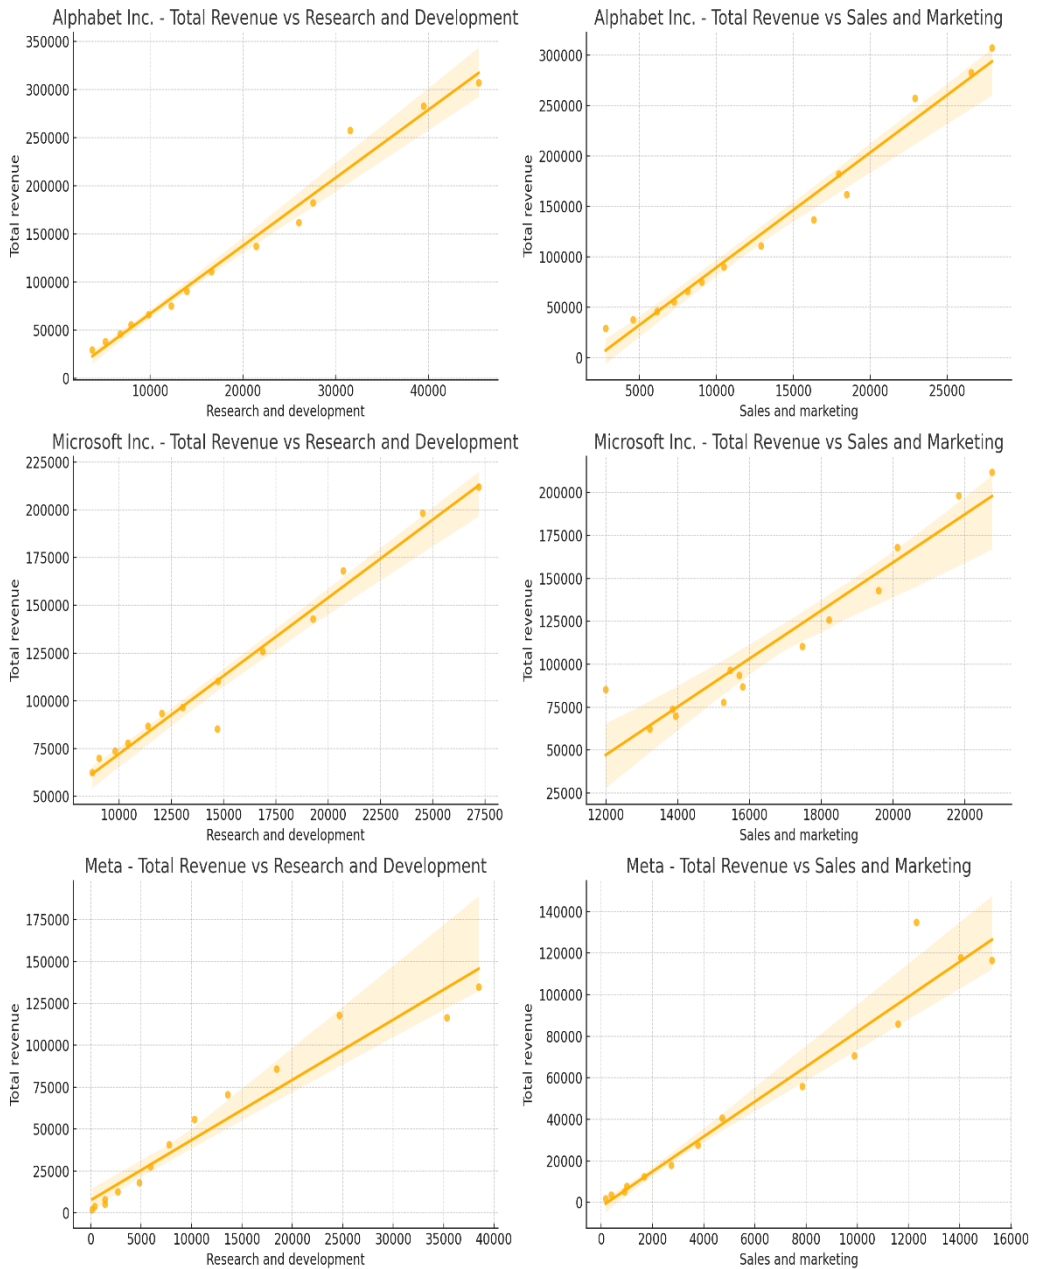 Alphabet Inc. - Total Revenue vs Research and Development
350000
300000
250000
200000
150000
100000
50000
0
Total revenue
10000 20000 30000 40000
Research and development
Alphabet Inc. - Total Revenue vs Sales and Marketing
300000
250000
200000
150000
100000
50000
0
Total revenue
5000 10000 15000 20000 25000
Sales and marketing
Microsoft Inc. - Total Revenue vs Research and Development
225000
200000
175000
150000
125000
100000
75000
50000
Total revenue
10000 12500 15000 17500 20000 22500 25000 27500
Research and development
Microsoft Inc. - Total Revenue vs Sales and Marketing
200000
175000
150000
125000
100000
75000
50000
25000
Total revenue
12000 14000 16000 18000 20000 22000
Sales and marketing
Meta - Total Revenue vs Research and Development
175000
150000
125000
100000
75000
50000
25000
0
Total revenue
0 5000 10000 15000 20000 25000 30000 35000 40000
Research and development
Meta - Total Revenue vs Sales and Marketing
140000
120000
100000
80000
60000
40000
20000
0
Total revenue
0 2000 4000 6000 8000 10000 12000 14000 16000
Sales and marketing